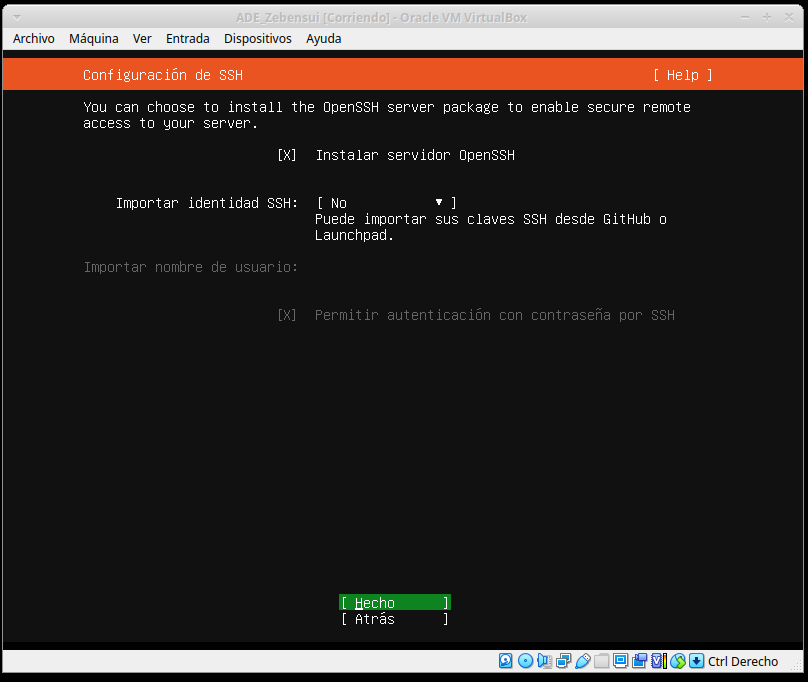 ADE_Zebensui [Corriendo] - Oracle VM VirtualBox
Archivo Máquina Ver Entrada Dispositivos Ayuda
Configuración de SSH [ Help ]
You can choose to install the OpenSSH server package to enable secure remote
access to your server.
[X] Instalar servidor OpenSSH
Importar identidad SSH: [ No ▾ ]
Puede importar sus claves SSH desde GitHub o
Launchpad.
Importar nombre de usuario:
[X] Permitir autenticación con contraseña por SSH
[ Hecho ]
[ Atrás ]
Ctrl Derecho